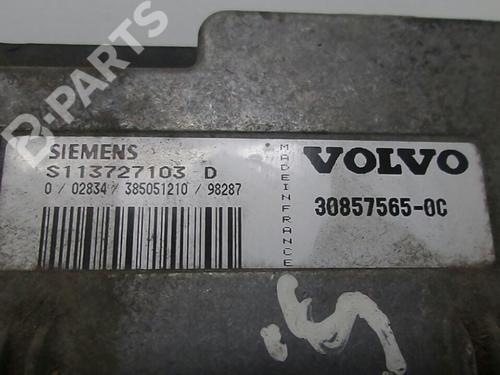 B-PARTS
SIEMENS
S113727103 D
0 / 02834 / 385051210 / 98287
MADE IN FRANCE
VOLVO
30857565-0C